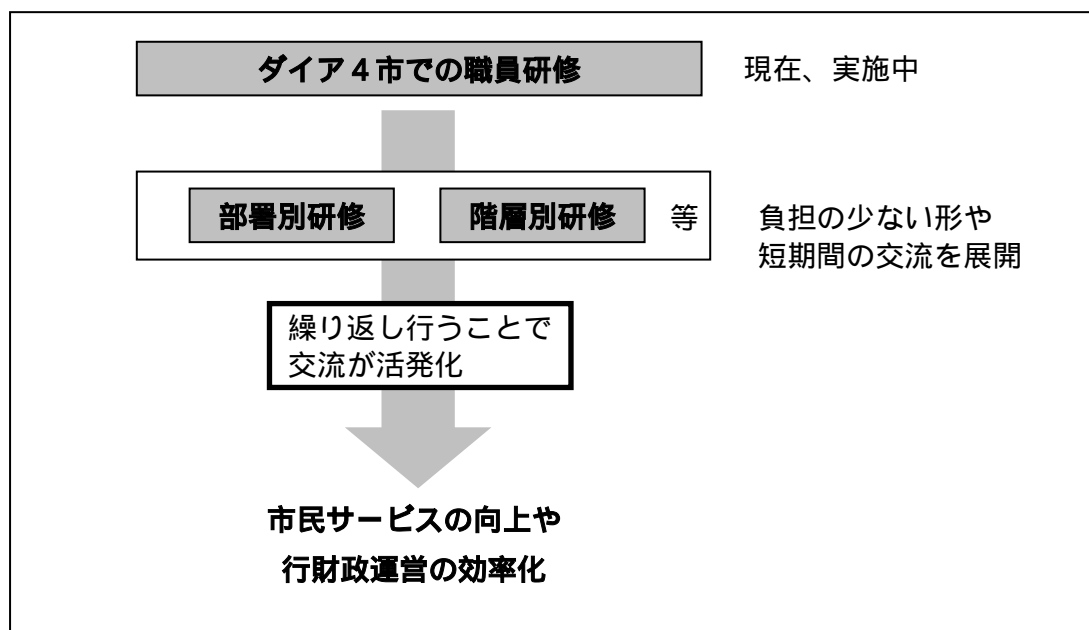 ダイア４市での職員研修
現在、実施中
部署別研修
階層別研修
等
負担の少ない形や
短期間の交流を展開
繰り返し行うことで
交流が活発化
市民サービスの向上や
行財政運営の効率化